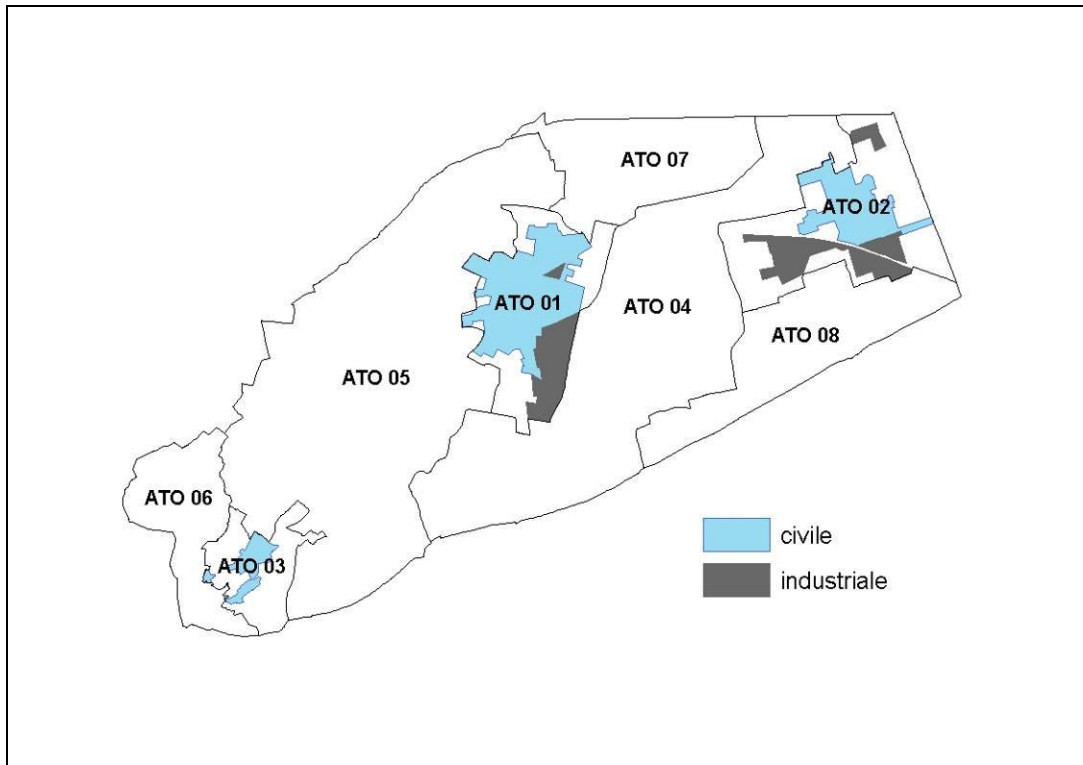 ATO 07
ATO 02
ATO 01
ATO 04
ATO 08
ATO 05
ATO 06
ATO 03
civile
industriale